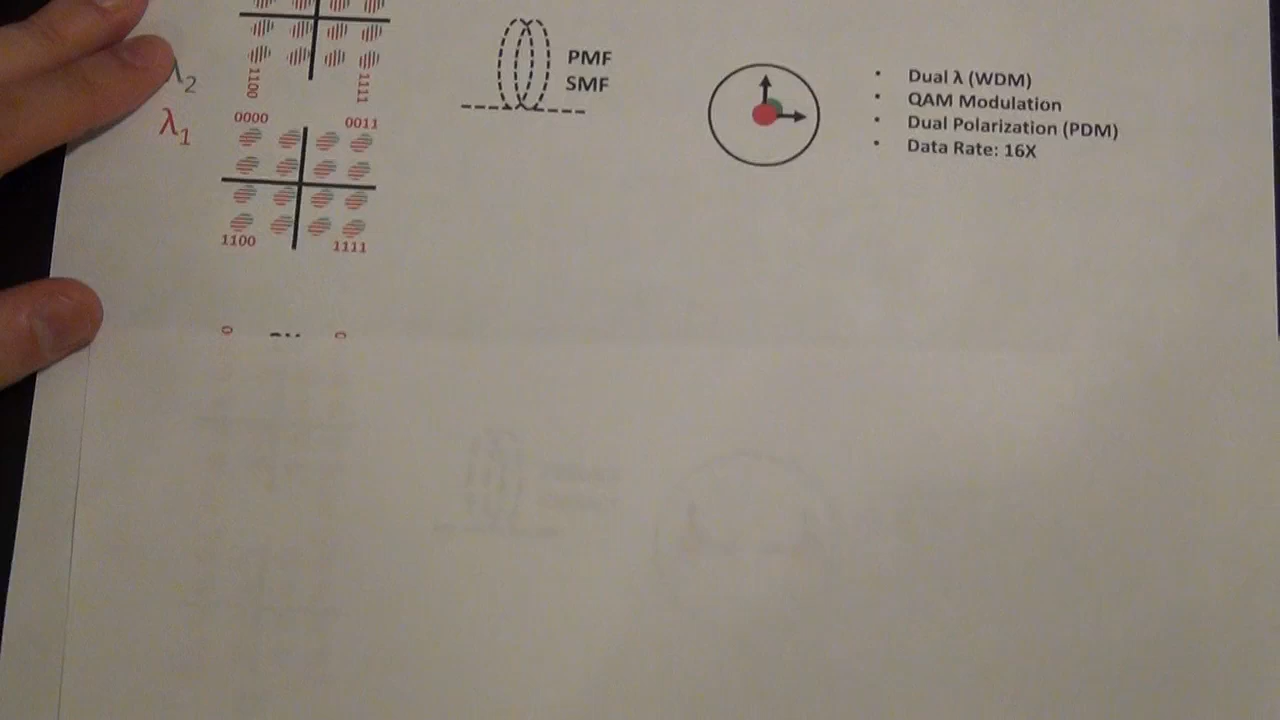 λ2
1100 1111
λ1
0000 0011
1100 1111
PMF
SMF
• Dual λ (WDM)
• QAM Modulation
• Dual Polarization (PDM)
• Data Rate: 16X